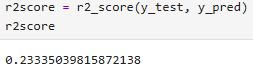 r2score = r2_score(y_test, y_pred)
r2score
0.23335039815872138